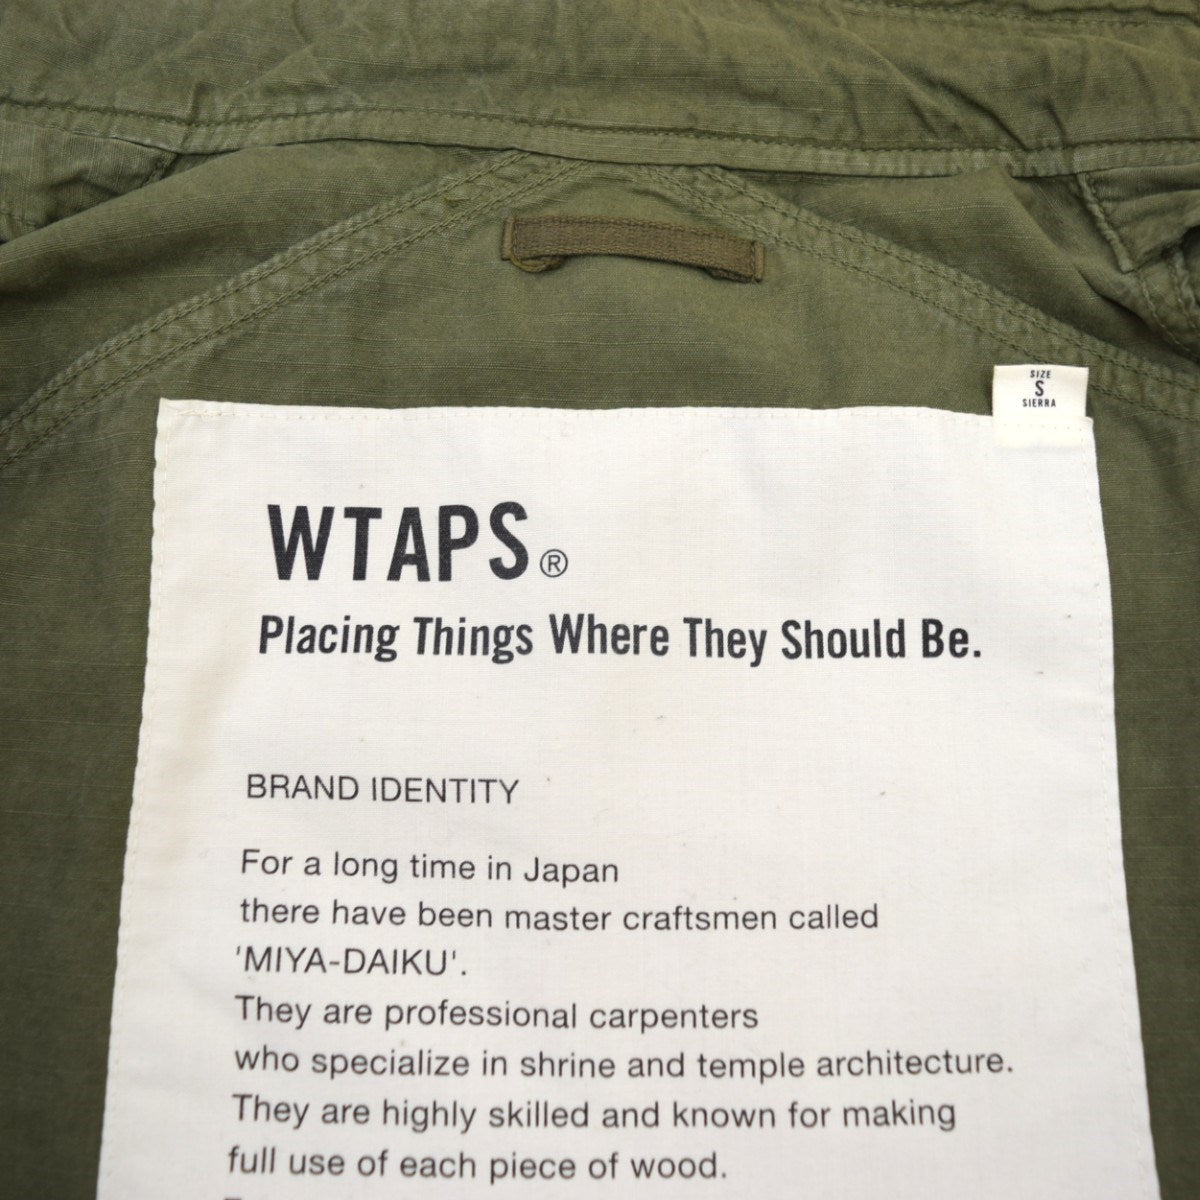 SIZE
S
SIERRA
WTAPS®
Placing Things Where They Should Be.
BRAND IDENTITY
For a long time in Japan
there have been master craftsmen called
'MIYA-DAIKU'.
They are professional carpenters
who specialize in shrine and temple architecture.
They are highly skilled and known for making
full use of each piece of wood.